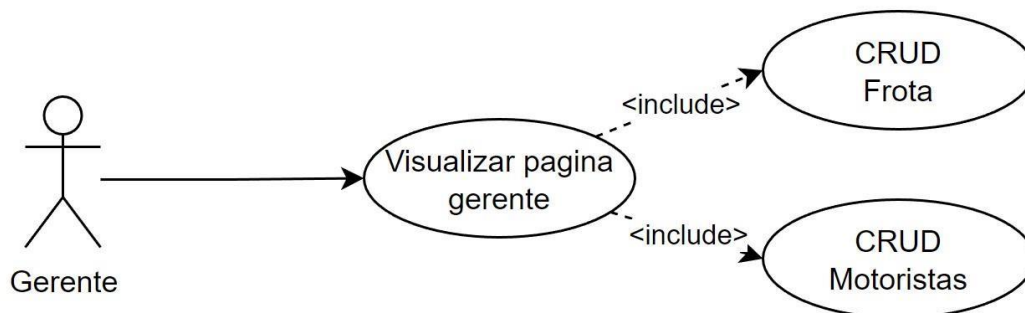 CRUD
Frota
<include>
Visualizar pagina
gerente
<include>
CRUD
Motoristas
Gerente